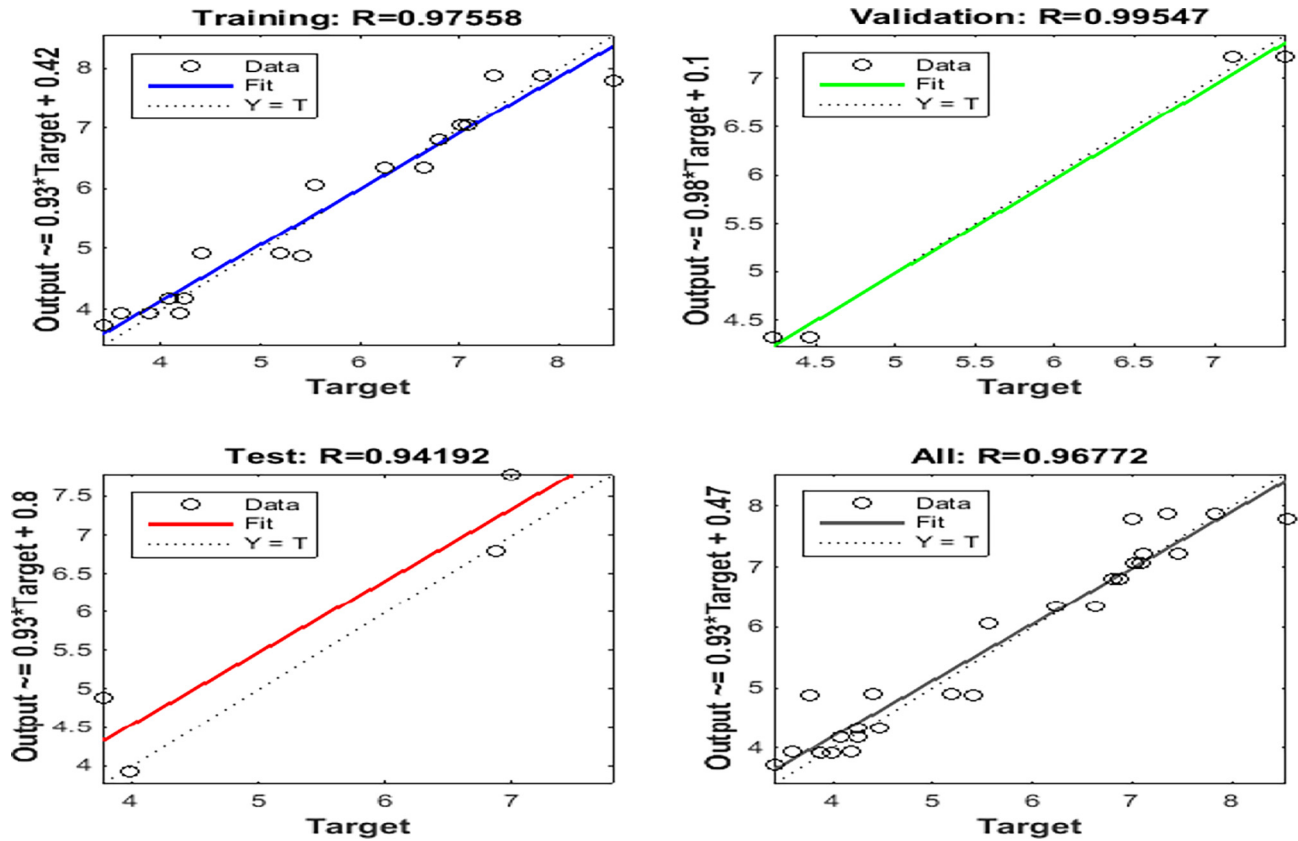 Training: R=0.97558
Output ~= 0.93*Target + 0.42
Data
Fit
Y = T
8
7
6
5
4
4 5 6 7 8
Target
Validation: R=0.99547
Output ~= 0.98*Target + 0.1
Data
Fit
Y = T
7
6.5
6
5.5
5
4.5
4.5 5 5.5 6 6.5 7
Target
Test: R=0.94192
Output ~= 0.93*Target + 0.8
Data
Fit
Y = T
7.5
7
6.5
6
5.5
5
4.5
4
4 5 6 7
Target
All: R=0.96772
Output ~= 0.93*Target + 0.47
Data
Fit
Y = T
8
7
6
5
4
4 5 6 7 8
Target